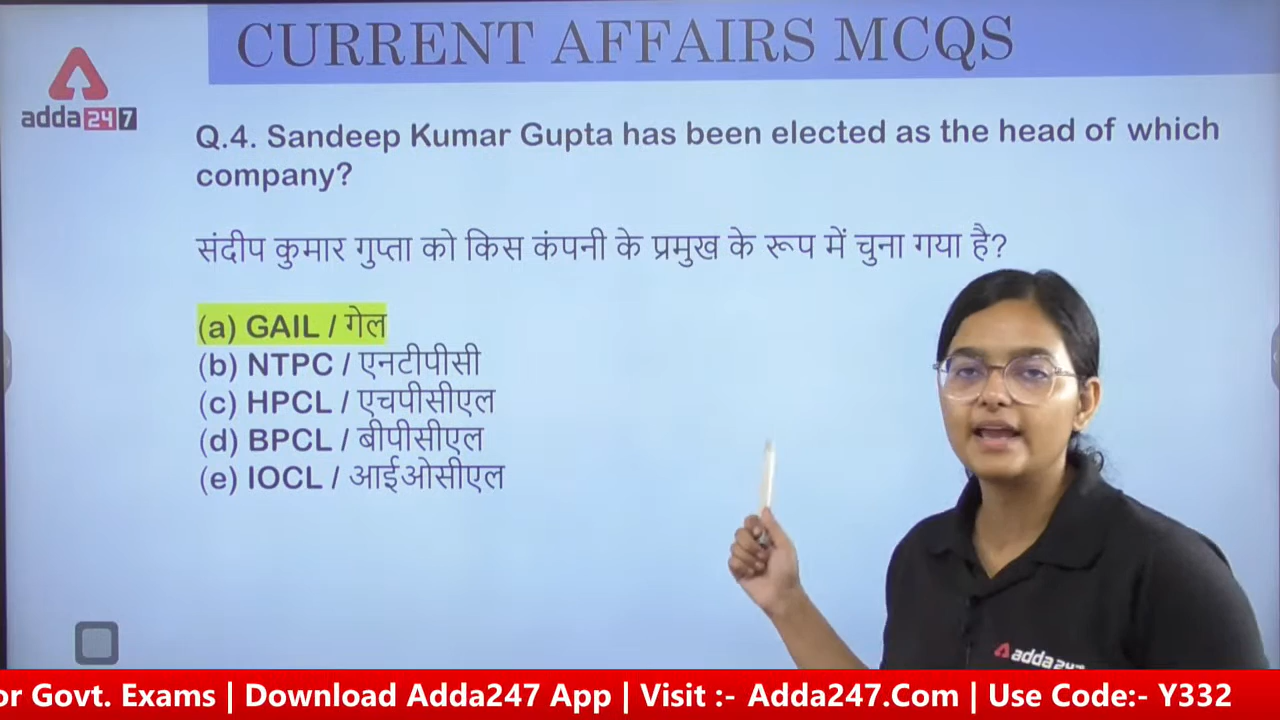 CURRENT AFFAIRS MCQS
adda247
Q.4. Sandeep Kumar Gupta has been elected as the head of which
company?
संदीप कुमार गुप्ता को किस कंपनी के प्रमुख के रूप में चुना गया है?
(a) GAIL / गेल
(b) NTPC / एनटीपीसी
(c) HPCL / एचपीसीएल
(d) BPCL / बीपीसीएल
(e) IOCL / आईओसीएल
adda247
or Govt. Exams | Download Adda247 App | Visit :- Adda247.Com | Use Code:- Y332